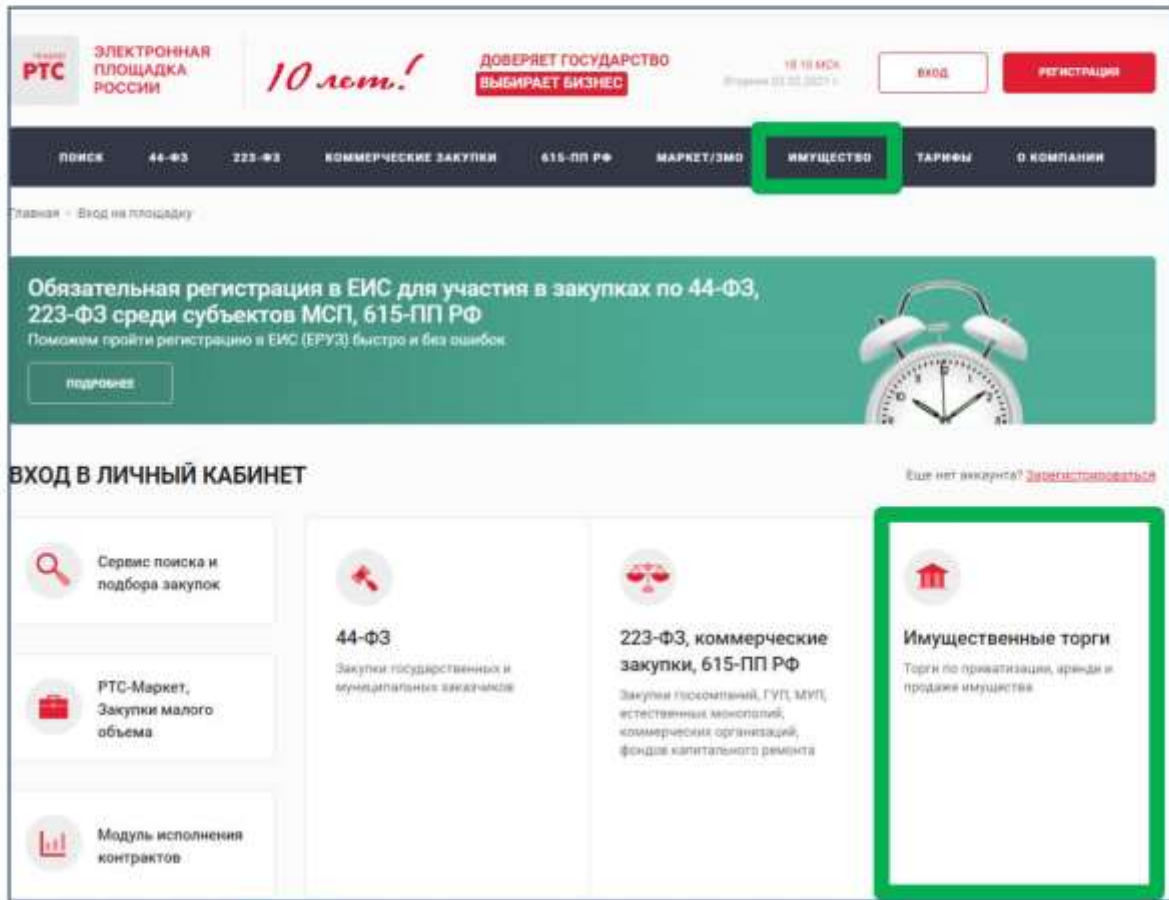 РТС
ЭЛЕКТРОННАЯ
ПЛОЩАДКА
РОССИИ
10 лет!
ДОВЕРЯЕТ ГОСУДАРСТВО
ВЫБИРАЕТ БИЗНЕС
ВХОД
РЕГИСТРАЦИЯ
ПОИСК 44-ФЗ 223-ФЗ КОММЕРЧЕСКИЕ ЗАКУПКИ 615-ПП РФ МАРКЕТ/ЗМО ИМУЩЕСТВО ТАРИФЫ О КОМПАНИИ
Главная - Вход на площадку
Обязательная регистрация в ЕИС для участия в закупках по 44-ФЗ,
223-ФЗ среди субъектов МСП, 615-ПП РФ
Поможем пройти регистрацию в ЕИС (ЕРУЗ) быстро и без ошибок
ПОДРОБНЕЕ
ВХОД В ЛИЧНЫЙ КАБИНЕТ
Еще нет аккаунта? Зарегистрироваться
Сервис поиска и
подбора закупок
РТС-Маркет,
Закупки малого
объема
Модуль исполнения
контрактов
44-ФЗ
Закупки государственных и
муниципальных заказчиков
223-ФЗ, коммерческие
закупки, 615-ПП РФ
Закупки госкомпаний, ГУП, МУП,
естественных монополий,
коммерческих организаций,
фондов капитального ремонта
Имущественные торги
Торги по приватизации, аренде и
продаже имущества